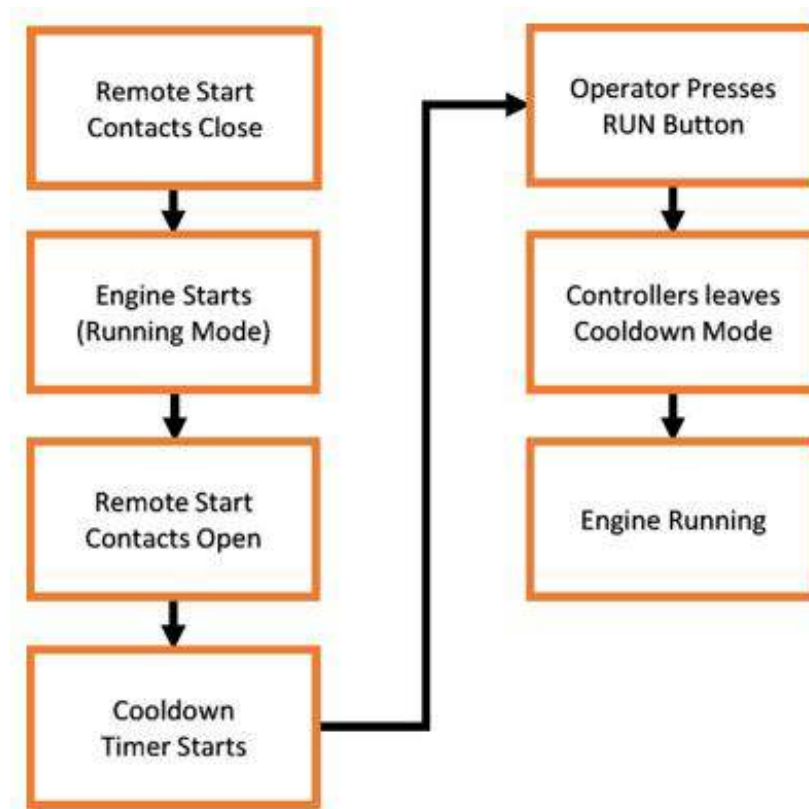 Remote Start
Contacts Close
Engine Starts
(Running Mode)
Remote Start
Contacts Open
Cooldown
Timer Starts
Operator Presses
RUN Button
Controllers leaves
Cooldown Mode
Engine Running